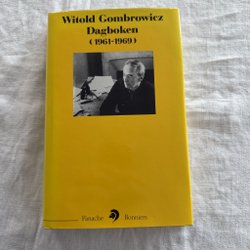 Witold Gombrowicz
Dagboken
(1961-1969)
Panache Bonniers